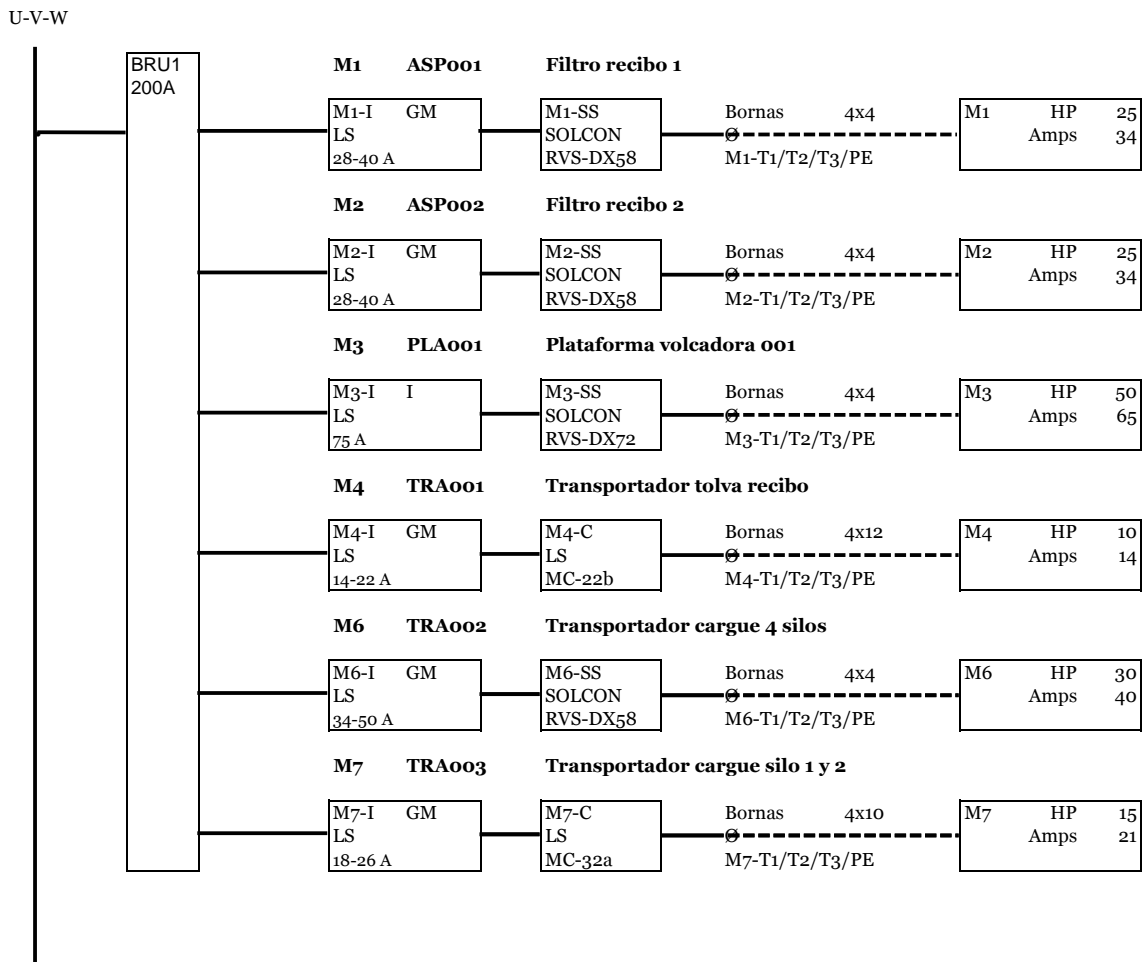 U-V-W
BRU1
200A
M1 ASP001 Filtro recibo 1
M1-I GM M1-SS Bornas 4x4 M1 HP 25
LS SOLCON Ø Amps 34
28-40 A RVS-DX58 M1-T1/T2/T3/PE
M2 ASP002 Filtro recibo 2
M2-I GM M2-SS Bornas 4x4 M2 HP 25
LS SOLCON Ø Amps 34
28-40 A RVS-DX58 M2-T1/T2/T3/PE
M3 PLA001 Plataforma volcadora 001
M3-I I M3-SS Bornas 4x4 M3 HP 50
LS SOLCON Ø Amps 65
75 A RVS-DX72 M3-T1/T2/T3/PE
M4 TRA001 Transportador tolva recibo
M4-I GM M4-C Bornas 4x12 M4 HP 10
LS LS Ø Amps 14
14-22 A MC-22b M4-T1/T2/T3/PE
M6 TRA002 Transportador cargue 4 silos
M6-I GM M6-SS Bornas 4x4 M6 HP 30
LS SOLCON Ø Amps 40
34-50 A RVS-DX58 M6-T1/T2/T3/PE
M7 TRA003 Transportador cargue silo 1 y 2
M7-I GM M7-C Bornas 4x10 M7 HP 15
LS LS Ø Amps 21
18-26 A MC-32a M7-T1/T2/T3/PE